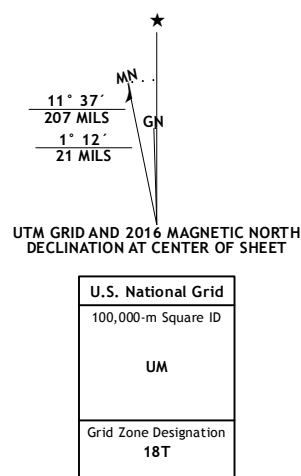 MN
GN
11° 37´
207 MILS
1° 12´
21 MILS
UTM GRID AND 2016 MAGNETIC NORTH
DECLINATION AT CENTER OF SHEET
U.S. National Grid
100,000-m Square ID
UM
Grid Zone Designation
18T